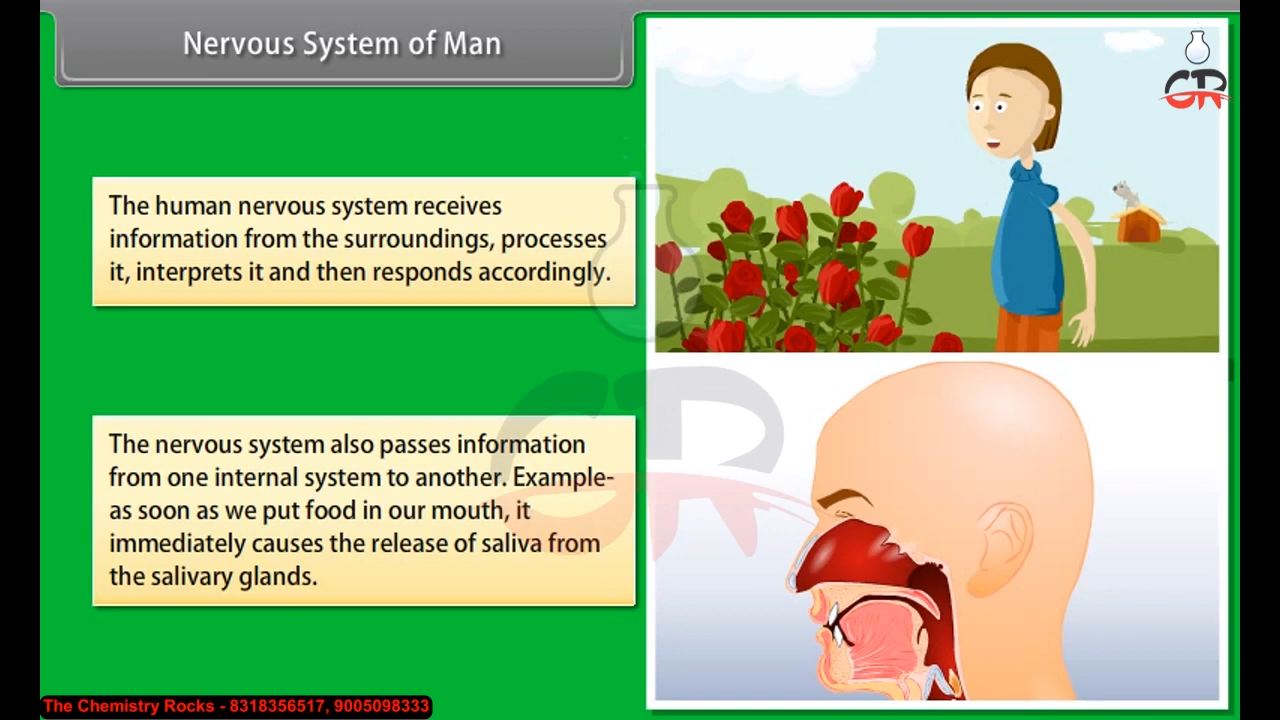 Nervous System of Man
The human nervous system receives
information from the surroundings, processes
it, interprets it and then responds accordingly.
The nervous system also passes information
from one internal system to another. Example-
as soon as we put food in our mouth, it
immediately causes the release of saliva from
the salivary glands.
CR
CR
The Chemistry Rocks - 8318356517, 9005098333